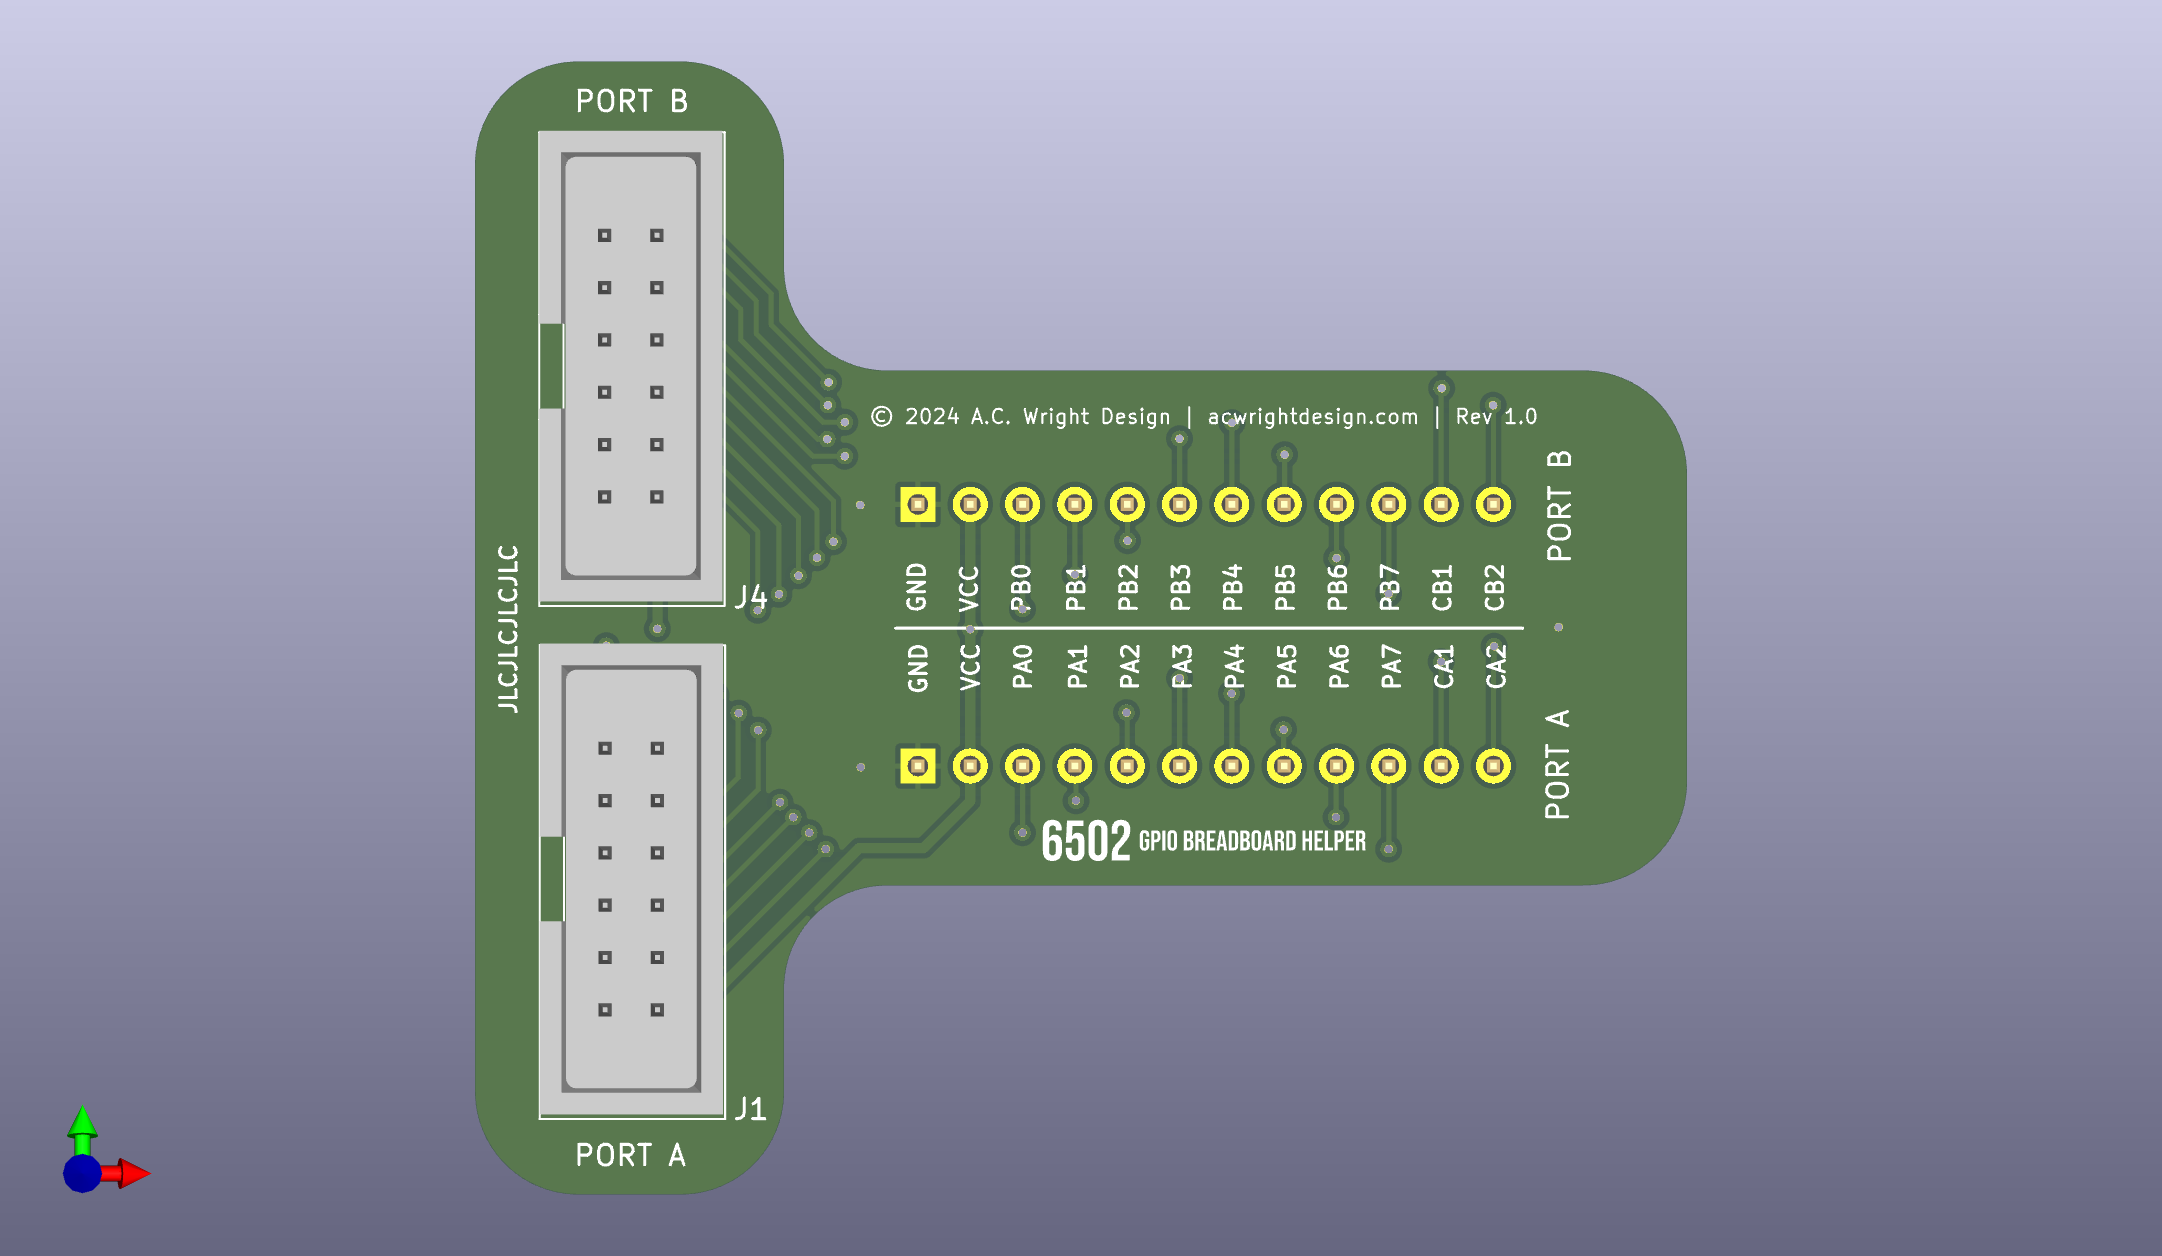 PORT B
© 2024 A.C. Wright Design | acwrightdesign.com | Rev 1.0
PORT B
J4
GND VCC PB0 PB1 PB2 PB3 PB4 PB5 PB6 PB7 CB1 CB2
JLCJLCJLCJLC
GND VCC PA0 PA1 PA2 PA3 PA4 PA5 PA6 PA7 CA1 CA2
PORT A
6502 GPIO BREADBOARD HELPER
J1
PORT A